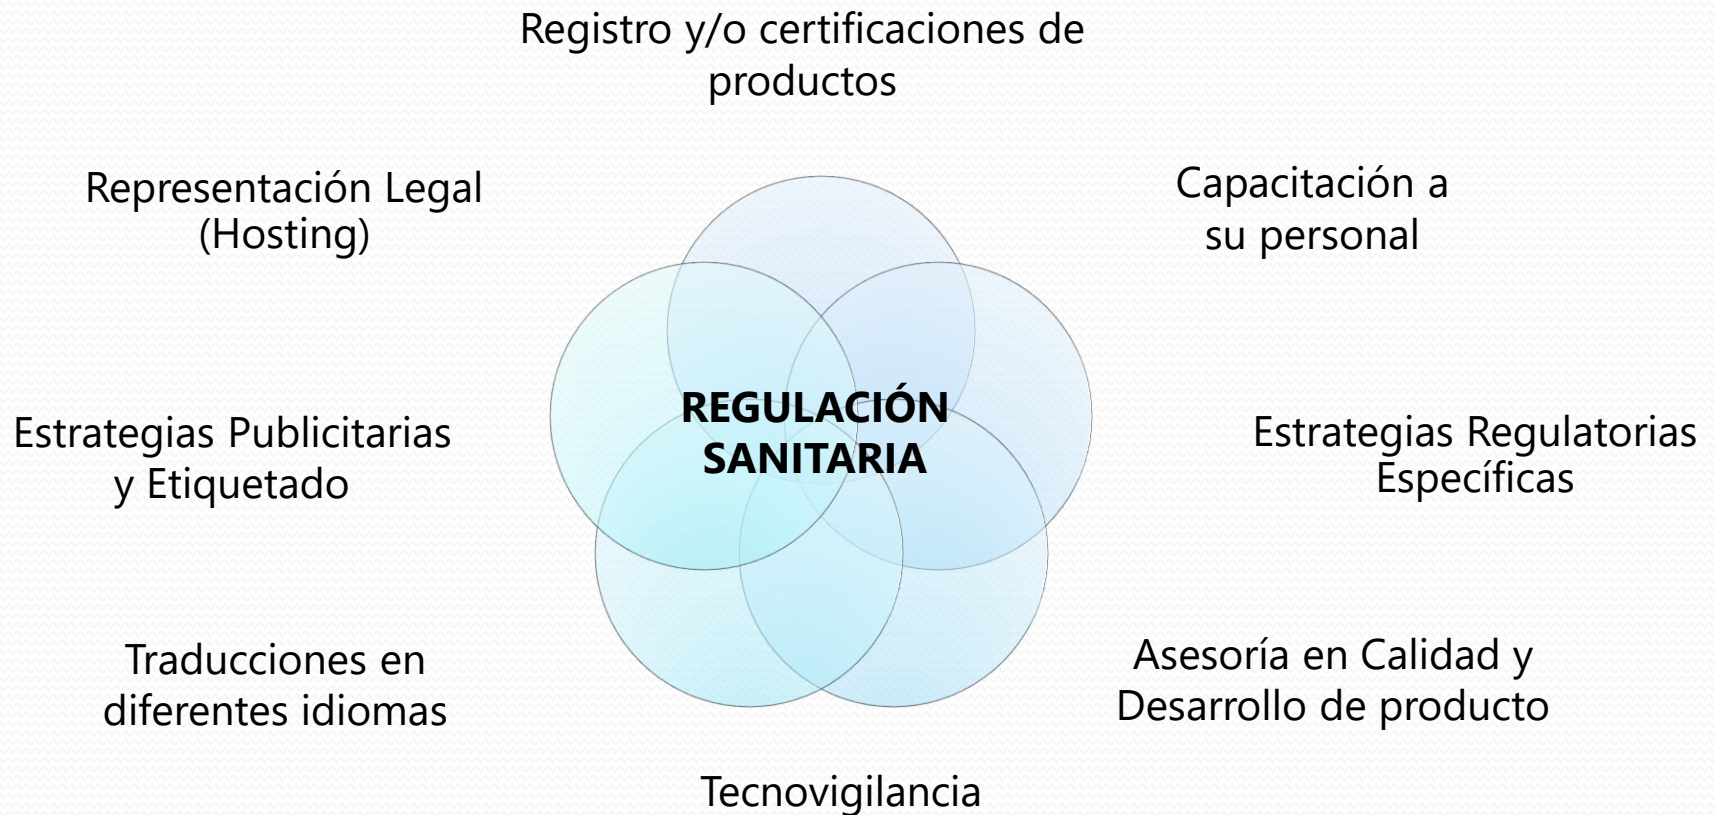 Registro y/o certificaciones de
productos
Representación Legal
(Hosting)
Capacitación a
su personal
REGULACIÓN
SANITARIA
Estrategias Publicitarias
y Etiquetado
Estrategias Regulatorias
Específicas
Traducciones en
diferentes idiomas
Asesoría en Calidad y
Desarrollo de producto
Tecnovigilancia